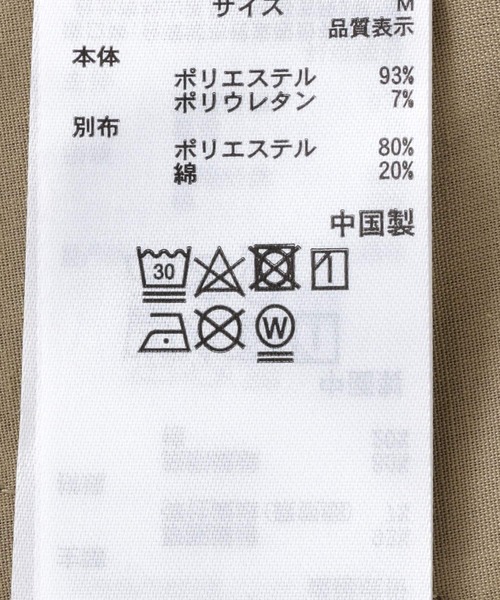 サイズ M
品質表示
本体
ポリエステル 93%
ポリウレタン 7%
別布
ポリエステル 80%
綿 20%
中国製
30
W